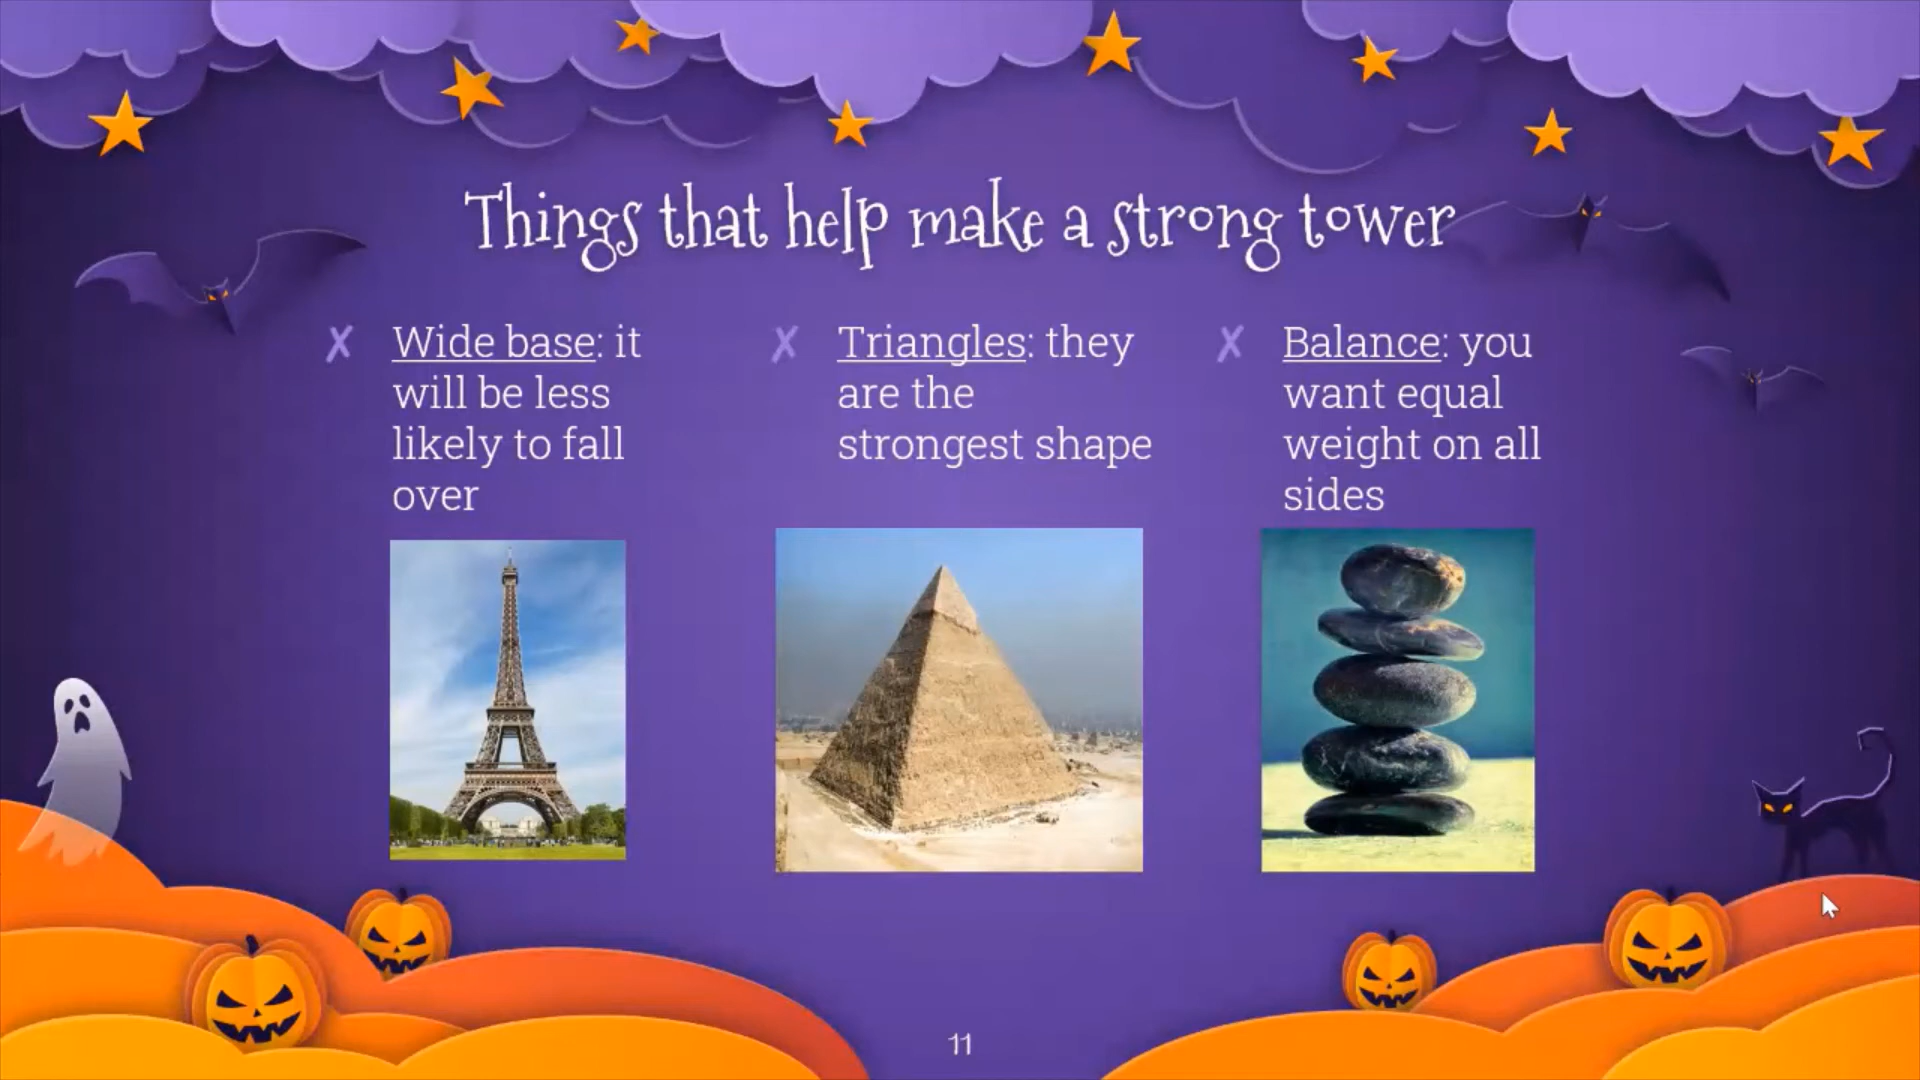 Things that help make a strong tower
✗ Wide base: it
will be less
likely to fall
over
✗ Triangles: they
are the
strongest shape
✗ Balance: you
want equal
weight on all
sides
11